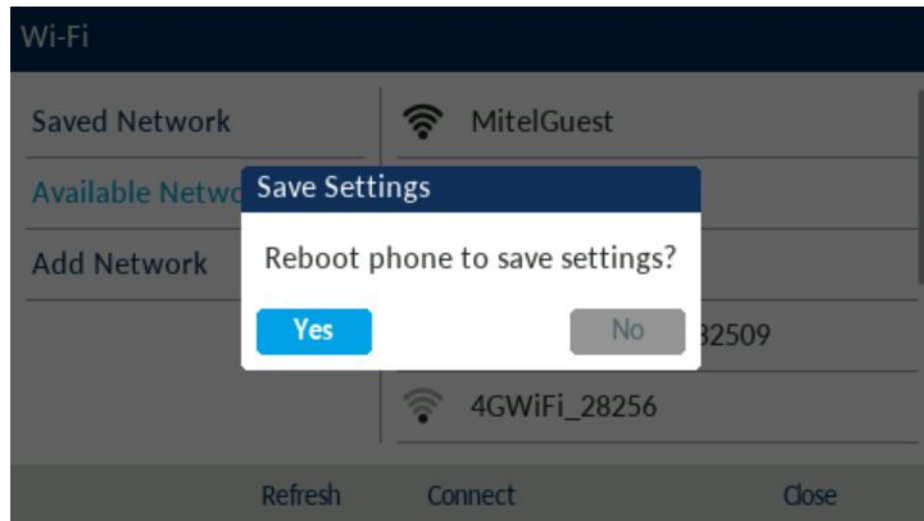 Wi-Fi
Saved Network
Available Netwo
Add Network
MitelGuest
Save Settings
Reboot phone to save settings?
Yes
No
32509
4GWiFi_28256
Refresh
Connect
Close